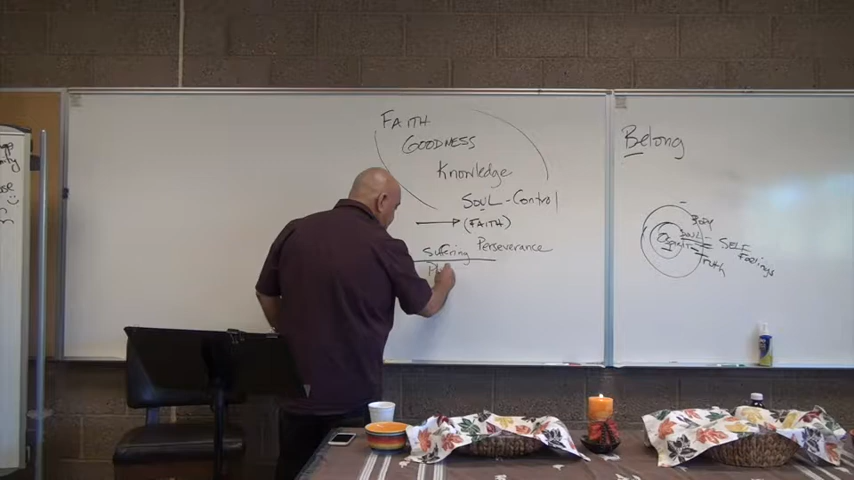 FAITH
GOODNESS
Knowledge
SOUL-Control
(FAITH)
Perseverance
Suffering
Belong
Body
Soul
Spirit
SELF
Truth
Feelings